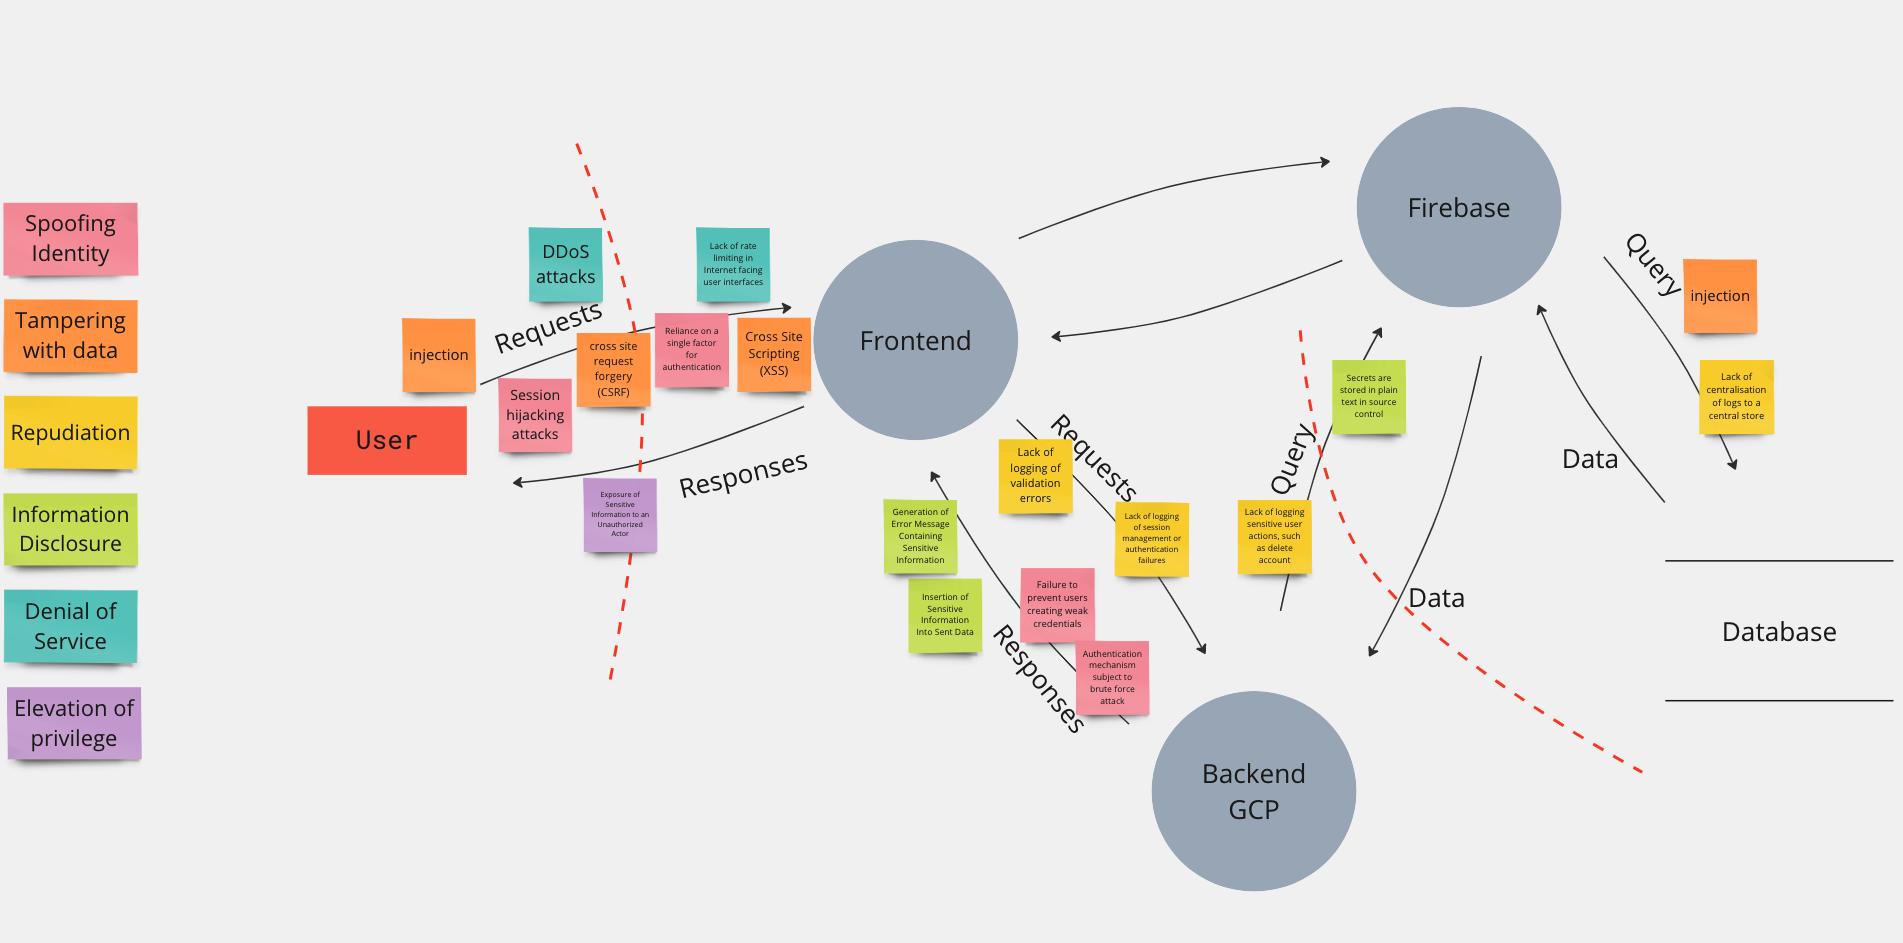 Spoofing
Identity
Tampering
with data
Repudiation
Information
Disclosure
Denial of
Service
Elevation of
privilege
User
injection
DDoS
attacks
Requests
Session
hijacking
attacks
cross site
request
forgery
(CSRF)
Lack of rate
limiting in
Internet facing
user interfaces
Reliance on a
single factor
for
authentication
Cross Site
Scripting
(XSS)
Responses
Exposure of
Sensitive
Information to an
Unauthorized
Actor
Frontend
Requests
Lack of
logging of
validation
errors
Lack of logging
of session
management or
authentication
failures
Generation of
Error Message
Containing
Sensitive
Information
Insertion of
Sensitive
Information
Into Sent Data
Responses
Failure to
prevent users
creating weak
credentials
Authentication
mechanism
subject to
brute force
attack
Backend
GCP
Query
Secrets are
stored in plain
text in source
control
Lack of logging
sensitive user
actions, such
as delete
account
Data
Firebase
Query
injection
Lack of
centralisation
of logs to a
central store
Data
Database